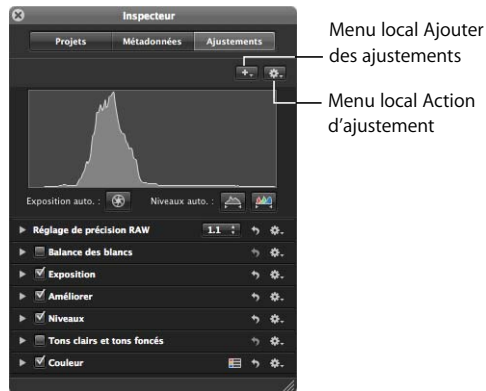 Inspecteur
Projets Métadonnées Ajustements
Menu local Ajouter
des ajustements
Menu local Action
d'ajustement
Exposition auto. : Niveaux auto. :
Réglage de précision RAW 1.1
Balance des blancs
Exposition
Améliorer
Niveaux
Tons clairs et tons foncés
Couleur